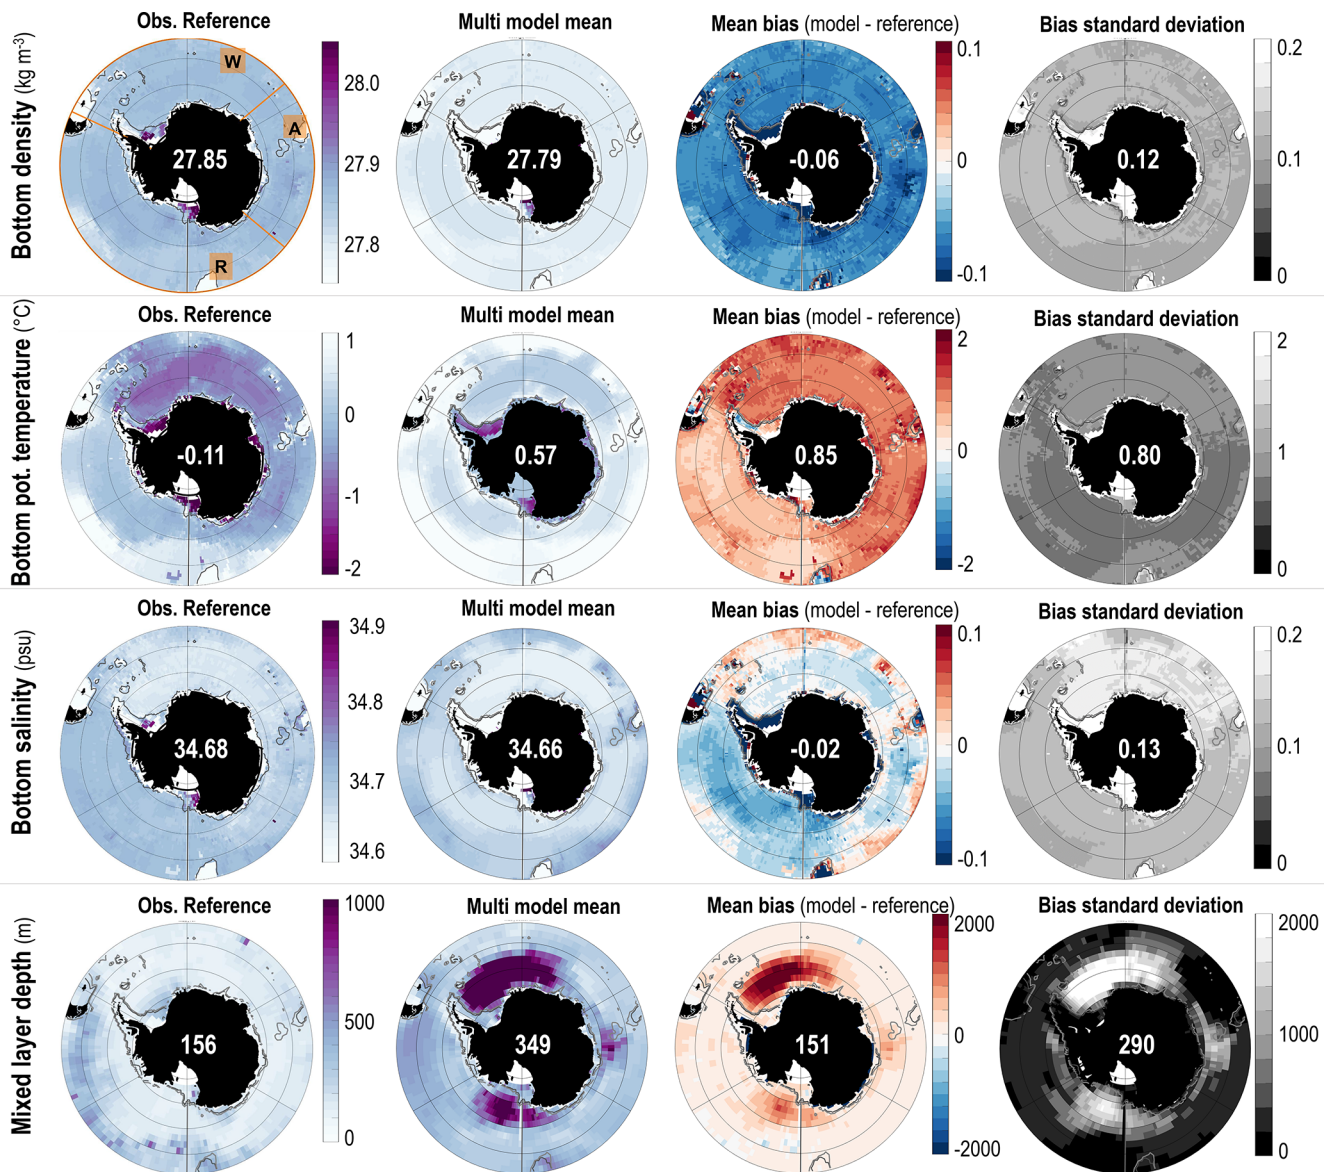 Obs. Reference
Multi model mean
Mean bias (model - reference)
Bias standard deviation
Bottom density (kg m-3)
W
A
R
27.85
28.0
27.9
27.8
27.79
-0.06
0.1
0
-0.1
0.12
0.2
0.1
0
Obs. Reference
Multi model mean
Mean bias (model - reference)
Bias standard deviation
Bottom pot. temperature (°C)
-0.11
1
0
-1
-2
0.57
0.85
2
0
-2
0.80
2
1
0
Obs. Reference
Multi model mean
Mean bias (model - reference)
Bias standard deviation
Bottom salinity (psu)
34.68
34.9
34.8
34.7
34.6
34.66
-0.02
0.1
0
-0.1
0.13
0.2
0.1
0
Obs. Reference
Multi model mean
Mean bias (model - reference)
Bias standard deviation
Mixed layer depth (m)
156
1000
500
0
349
151
2000
0
-2000
290
2000
1000
0